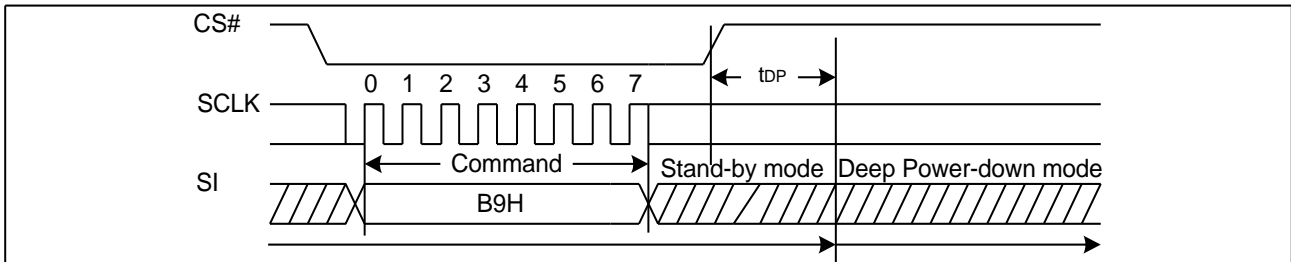 CS#
tDP
0 1 2 3 4 5 6 7
SCLK
Command
Stand-by mode Deep Power-down mode
SI
B9H